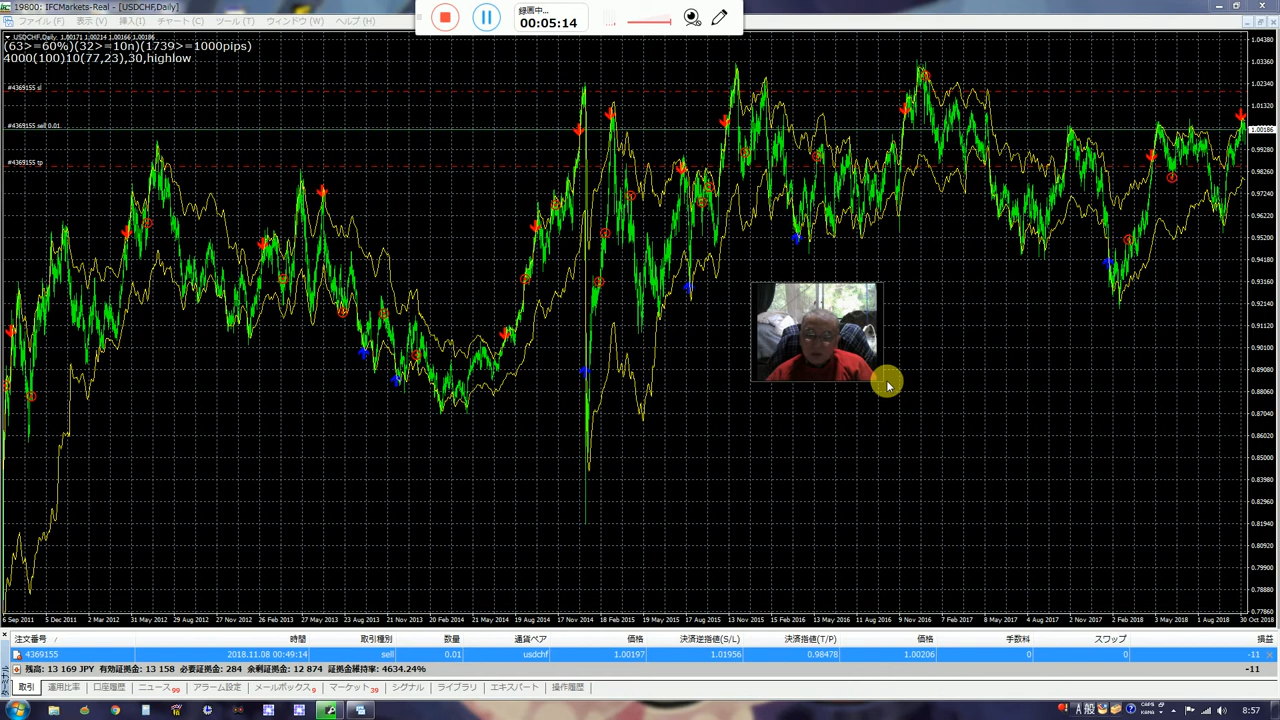 19800: IFCMarkets-Real - [USDCHF,Daily]
ファイル (F) 表示 (V) 挿入(I) チャート (C) ツール (T) ウィンドウ (W) ヘルプ (H)
録画中...
00:05:14
USDCHF,Daily 1.00171 1.00214 1.00166 1.00186
(63>=60%)(32>=10n)(1739>=1000pips)
4000(100)10(77,23),30,highlow
#4369155 sl
#4369155 sell 0.01
#4369155 tp
1.04380
1.03360
1.02340
1.01320
1.00186
0.99280
0.98260
0.97240
0.96220
0.95200
0.94180
0.93160
0.92140
0.91120
0.90100
0.89080
0.88060
0.87040
0.86020
0.85000
0.83980
0.82960
0.81940
0.80920
0.79900
0.78880
0.77860
6 Sep 2011 5 Dec 2011 2 Mar 2012 31 May 2012 29 Aug 2012 27 Nov 2012 26 Feb 2013 27 May 2013 23 Aug 2013 21 Nov 2013 20 Feb 2014 21 May 2014 19 Aug 2014 17 Nov 2014 18 Feb 2015 19 May 2015 17 Aug 2015 13 Nov 2015 15 Feb 2016 13 May 2016 11 Aug 2016 9 Nov 2016 7 Feb 2017 8 May 2017 4 Aug 2017 2 Nov 2017 2 Feb 2018 3 May 2018 1 Aug 2018 30 Oct 2018
注文番号 時間 取引種別 数量 通貨ペア 価格 決済逆指値(S/L) 決済指値(T/P) 価格 手数料 スワップ 損益
4369155 2018.11.08 00:49:14 sell 0.01 usdchf 1.00197 1.01956 0.98478 1.00206 0 0 -11
残高: 13 169 JPY 有効証拠金: 13 158 必要証拠金: 284 余剰証拠金: 12 874 証拠金維持率: 4634.24% -11
取引 運用比率 口座履歴 ニュース99 アラーム設定 メールボックス9 マーケット39 シグナル ライブラリ エキスパート 操作履歴
A 般 CAPS KANA 8:57